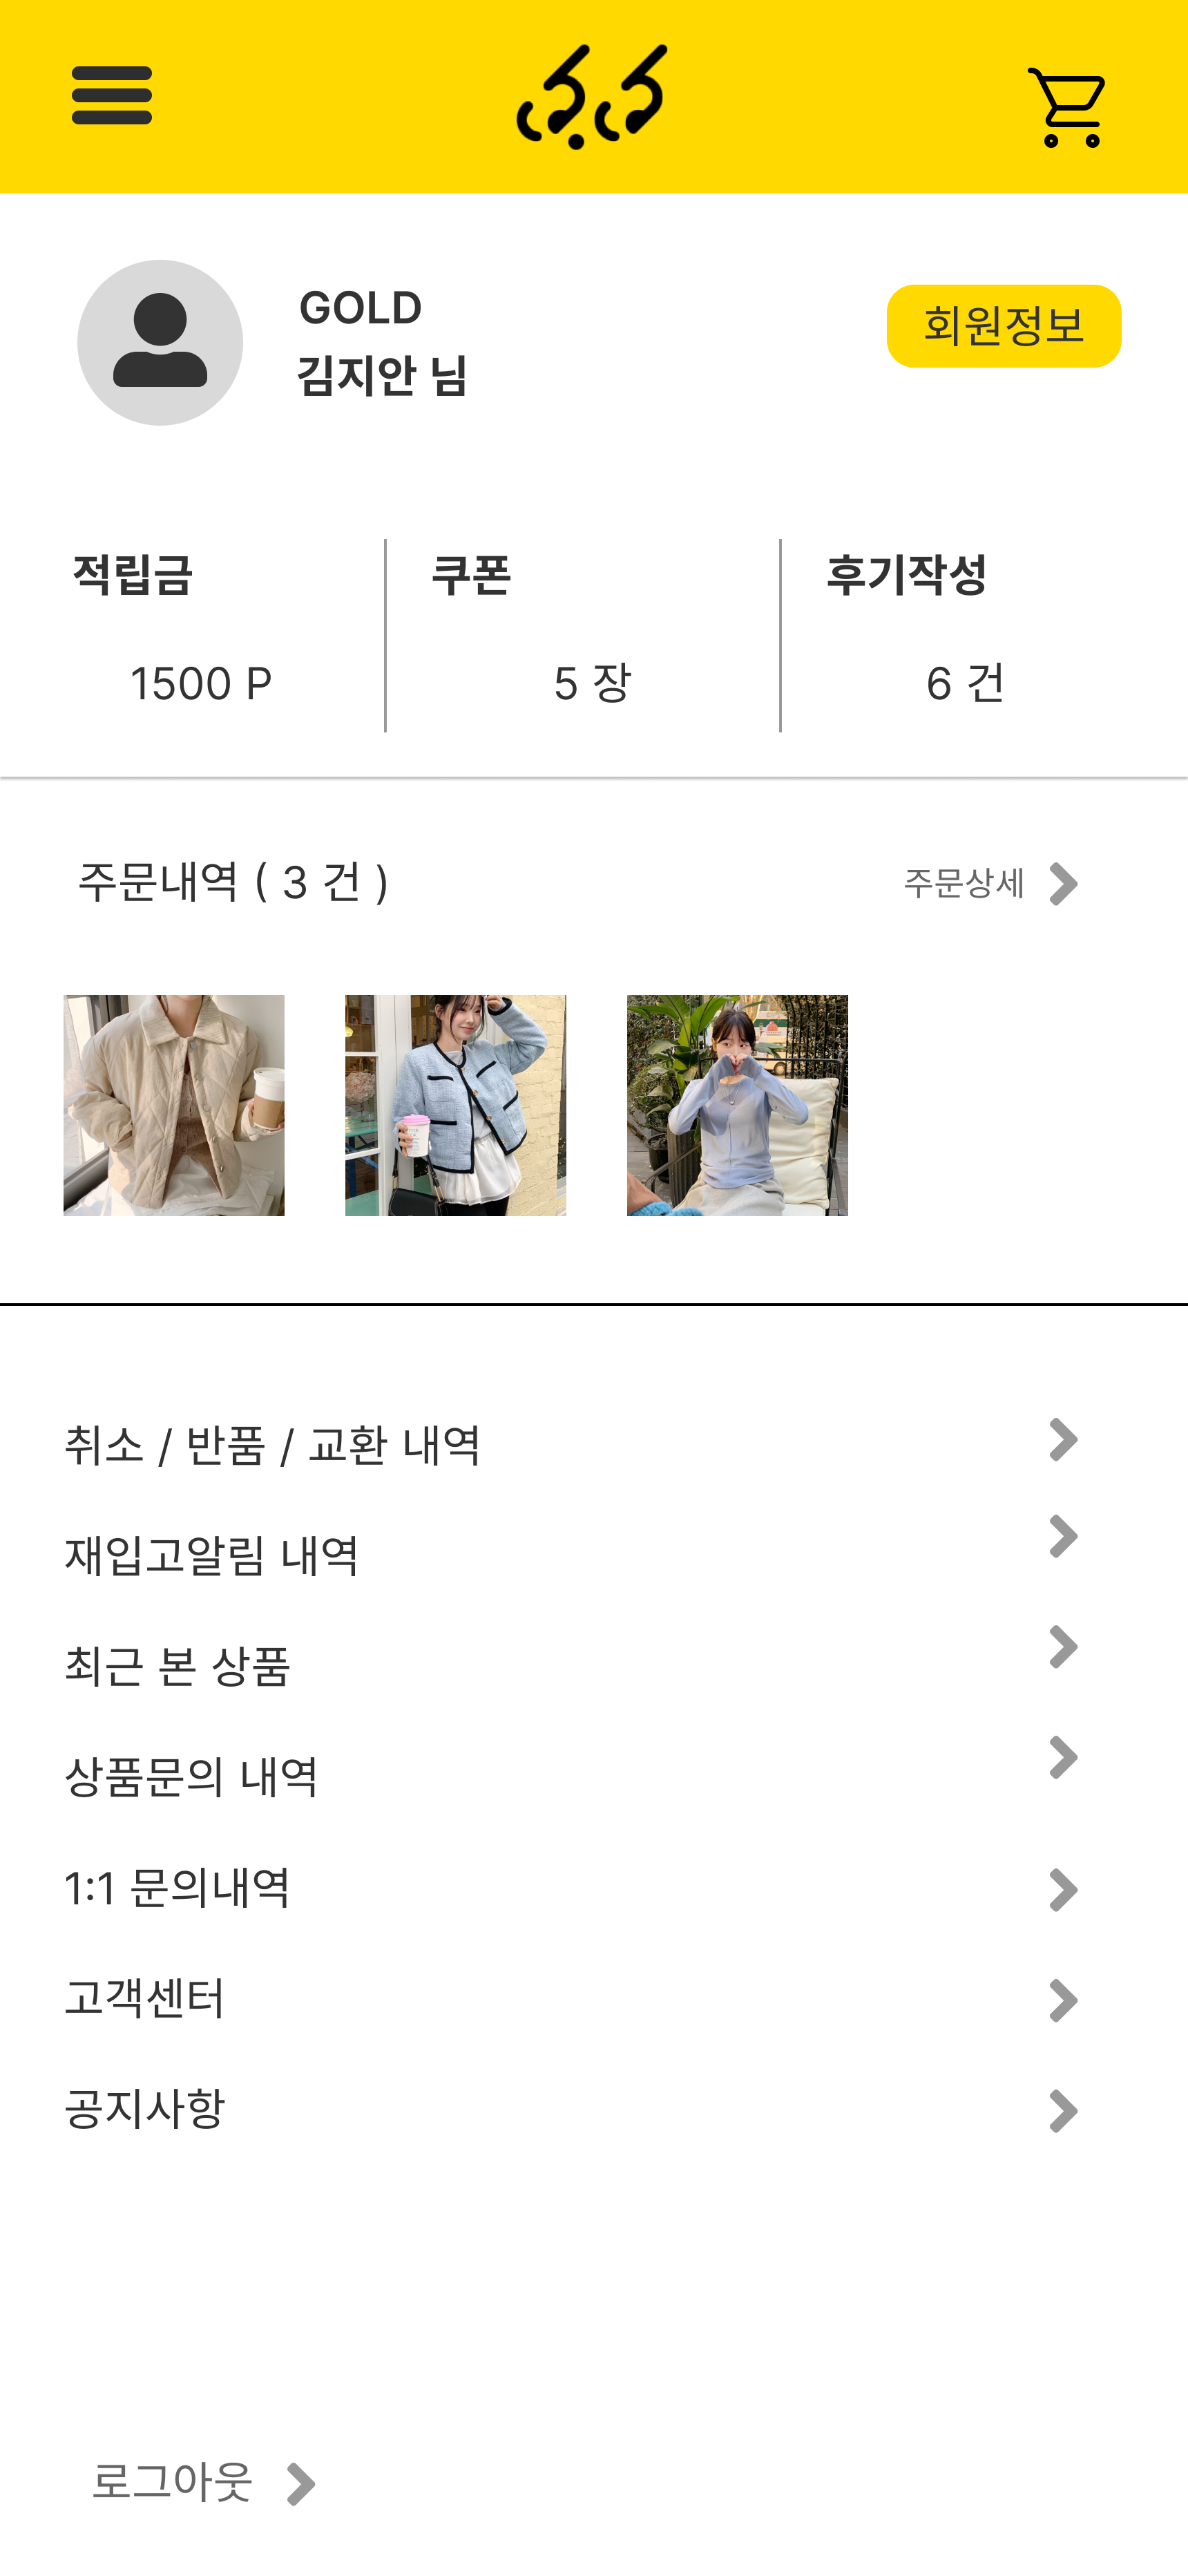 GOLD
김지안 님
회원정보
적립금
쿠폰
후기작성
1500 P
5 장
6 건
주문내역 ( 3 건 )
주문상세
취소 / 반품 / 교환 내역
재입고알림 내역
최근 본 상품
상품문의 내역
1:1 문의내역
고객센터
공지사항
로그아웃